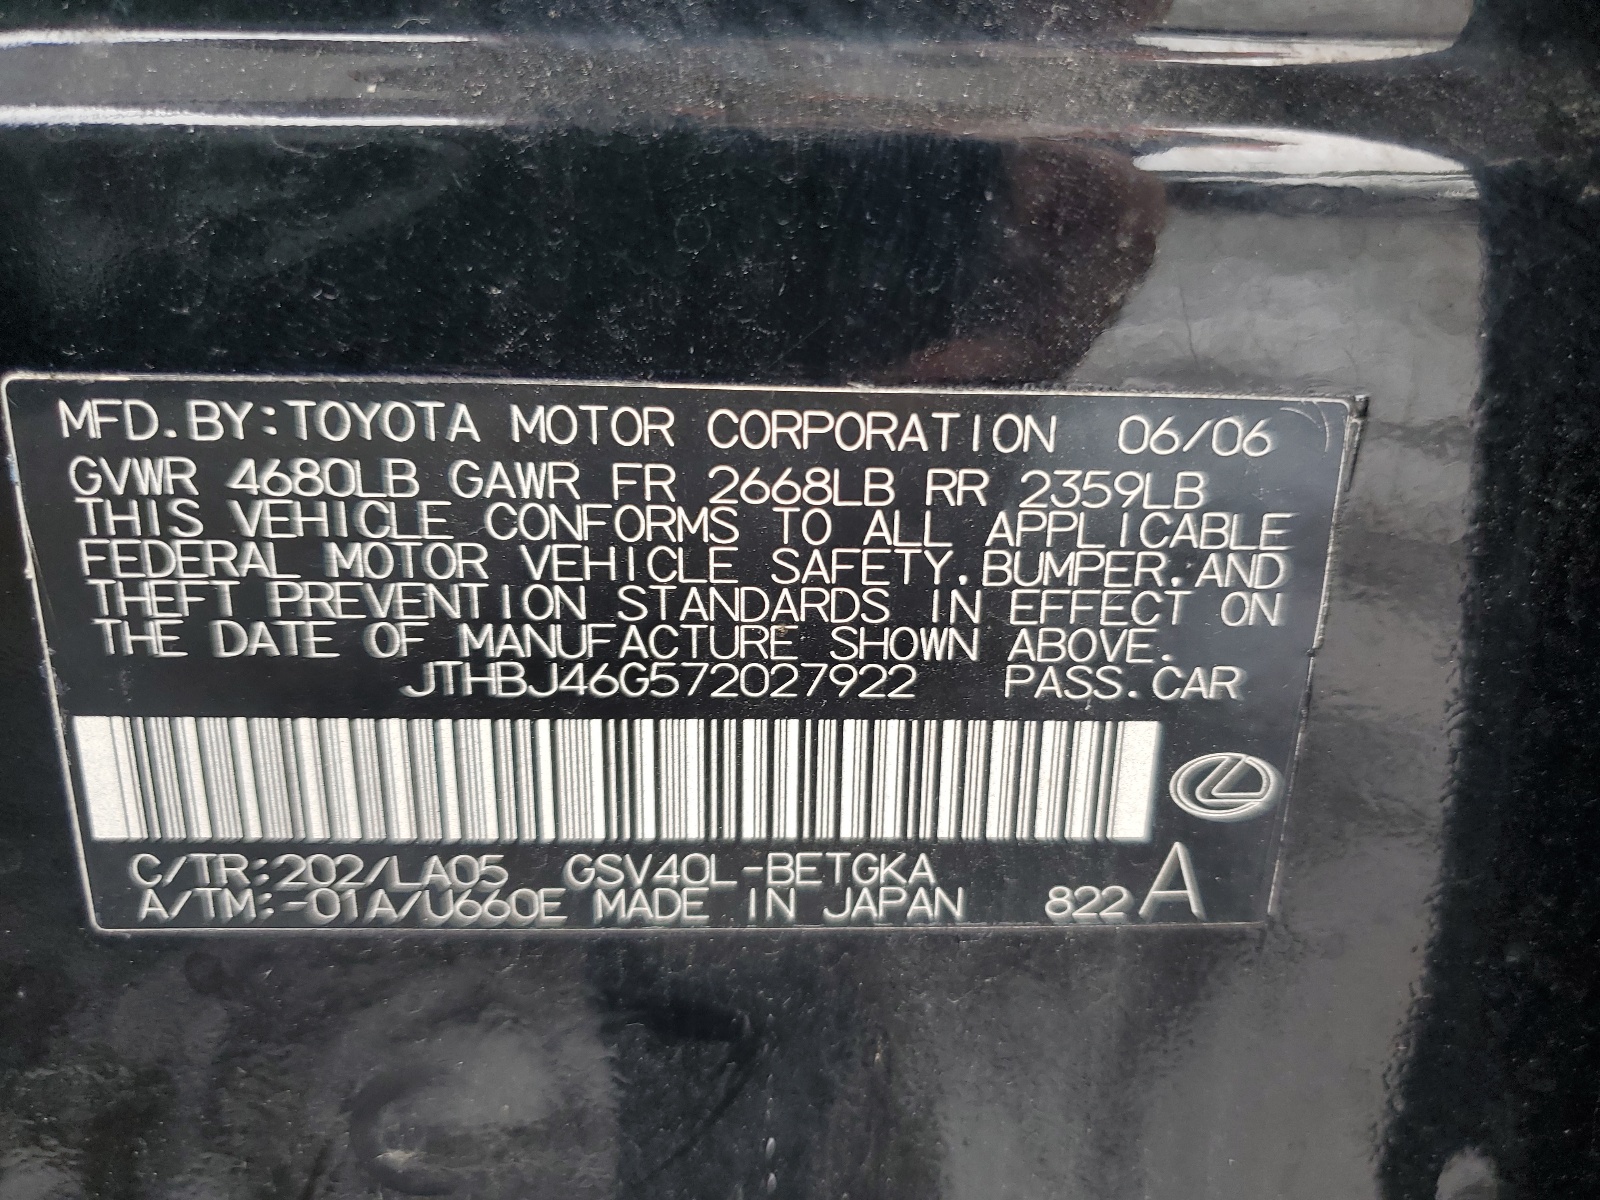 MFD. BY: TOYOTA MOTOR CORPORATION 06/06
GVWR 4680LB GAWR FR 2668LB RR 2359LB
THIS VEHICLE CONFORMS TO ALL APPLICABLE
FEDERAL MOTOR VEHICLE SAFETY. BUMPER. AND
THEFT PREVENTION STANDARDS IN EFFECT ON
THE DATE OF MANUFACTURE SHOWN ABOVE.
JTHBJ46G572027922 PASS. CAR
C/TR:202/LA05 GSV40L-BETGKA
A/TM:-01A/U660E MADE IN JAPAN 822 A